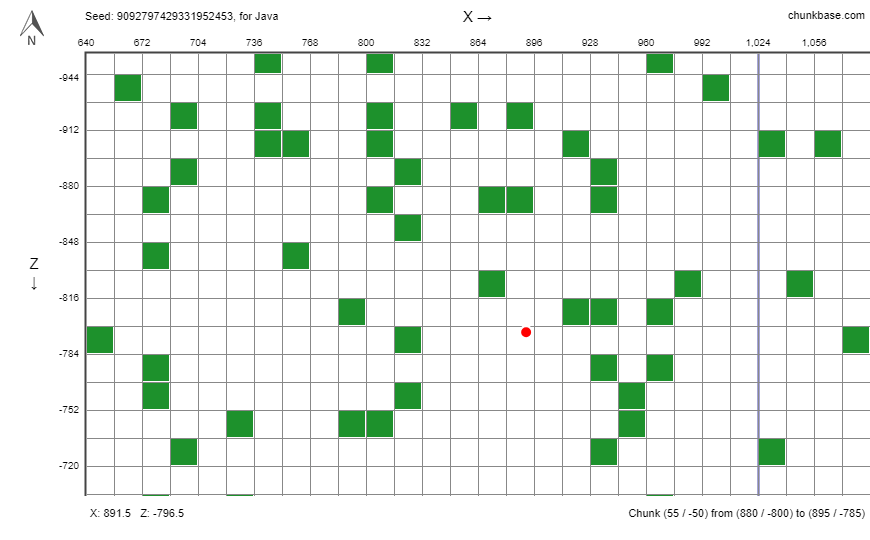 Seed: 9092797429331952453, for Java
X →
chunkbase.com
N
640 672 704 736 768 800 832 864 896 928 960 992 1,024 1,056
-944
-912
-880
-848
Z
↓
-816
-784
-752
-720
X: 891.5 Z: -796.5
Chunk (55 / -50) from (880 / -800) to (895 / -785)